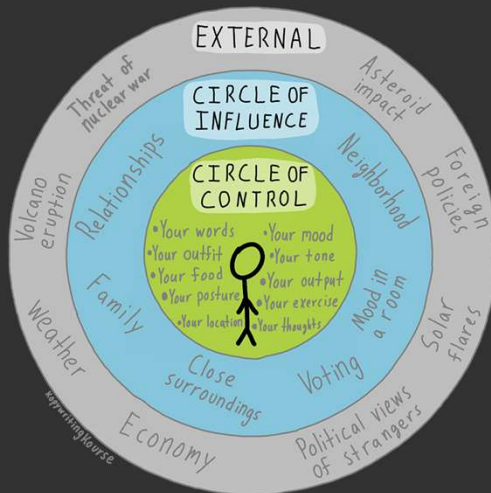 EXTERNAL
Threat of
nuclear war
Asteroid
impact
Volcano
eruption
Foreign
policies
Weather
Solar
flares
Economy
Political views
of strangers
CIRCLE OF
INFLUENCE
Relationships
Neighborhood
Family
Mood in
a room
Close
surroundings
Voting
CIRCLE OF
CONTROL
•Your words
•Your outfit
•Your food
•Your posture
•Your location
•Your mood
•Your tone
•Your output
•Your exercise
•Your thoughts
kopywritingkourse